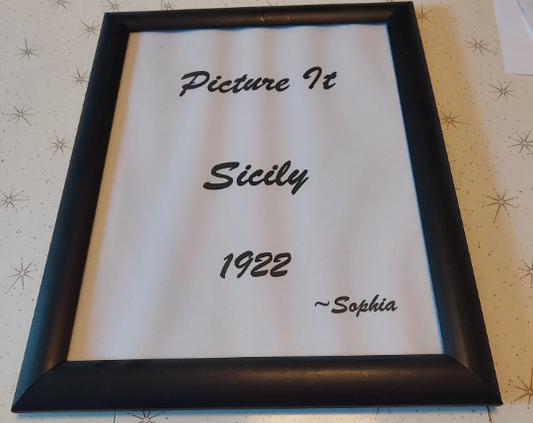 Picture It
Sicily
1922
~Sophia